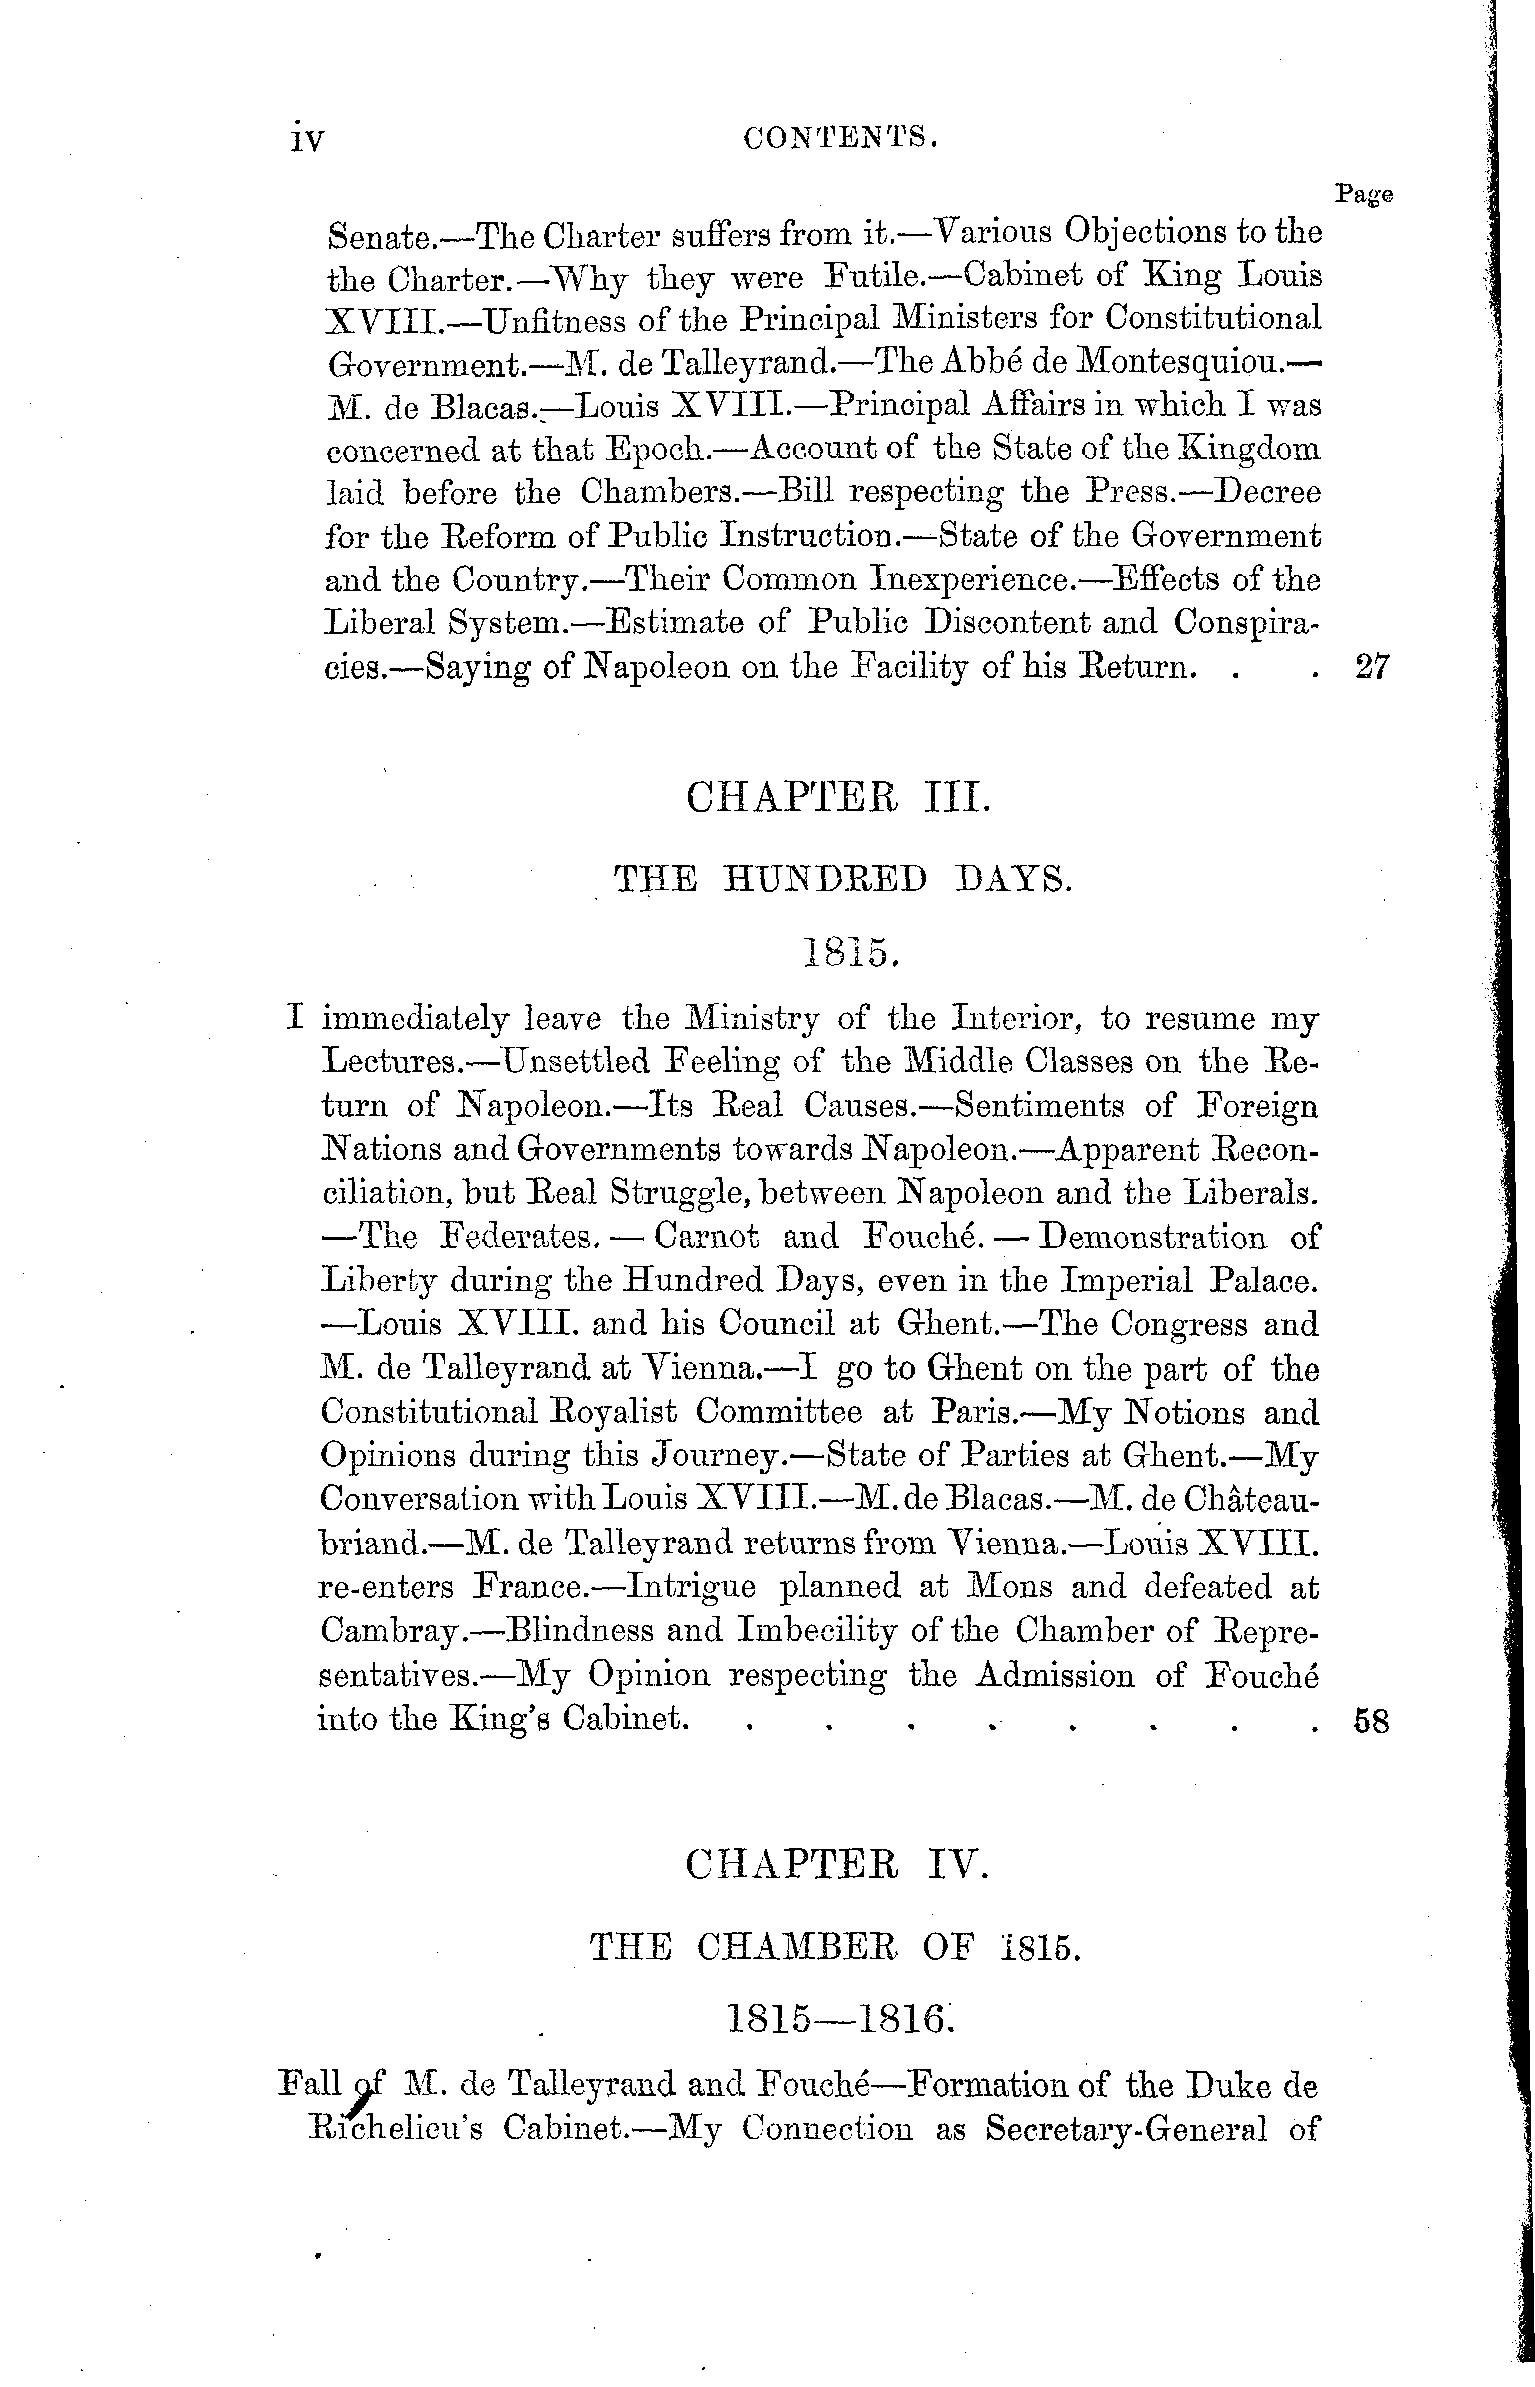 iv CONTENTS.
Page
Senate.—The Charter suffers from it.—Various Objections to the
the Charter.—Why they were Futile.—Cabinet of King Louis
XVIII.—Unfitness of the Principal Ministers for Constitutional
Government.—M. de Talleyrand.—The Abbé de Montesquiou.—
M. de Blacas.—Louis XVIII.—Principal Affairs in which I was
concerned at that Epoch.—Account of the State of the Kingdom
laid before the Chambers.—Bill respecting the Press.—Decree
for the Reform of Public Instruction.—State of the Government
and the Country.—Their Common Inexperience.—Effects of the
Liberal System.—Estimate of Public Discontent and Conspira-
cies.—Saying of Napoleon on the Facility of his Return. . . 27
CHAPTER III.
THE HUNDRED DAYS.
1815.
I immediately leave the Ministry of the Interior, to resume my
Lectures.—Unsettled Feeling of the Middle Classes on the Re-
turn of Napoleon.—Its Real Causes.—Sentiments of Foreign
Nations and Governments towards Napoleon.—Apparent Recon-
ciliation, but Real Struggle, between Napoleon and the Liberals.
—The Federates. — Carnot and Fouché. — Demonstration of
Liberty during the Hundred Days, even in the Imperial Palace.
—Louis XVIII. and his Council at Ghent.—The Congress and
M. de Talleyrand at Vienna.—I go to Ghent on the part of the
Constitutional Royalist Committee at Paris.—My Notions and
Opinions during this Journey.—State of Parties at Ghent.—My
Conversation with Louis XVIII.—M. de Blacas.—M. de Château-
briand.—M. de Talleyrand returns from Vienna.—Louis XVIII.
re-enters France.—Intrigue planned at Mons and defeated at
Cambray.—Blindness and Imbecility of the Chamber of Repre-
sentatives.—My Opinion respecting the Admission of Fouché
into the King's Cabinet. . . . . . . . . 58
CHAPTER IV.
THE CHAMBER OF 1815.
1815—1816.
Fall of M. de Talleyrand and Fouché—Formation of the Duke de
Richelieu's Cabinet.—My Connection as Secretary-General of